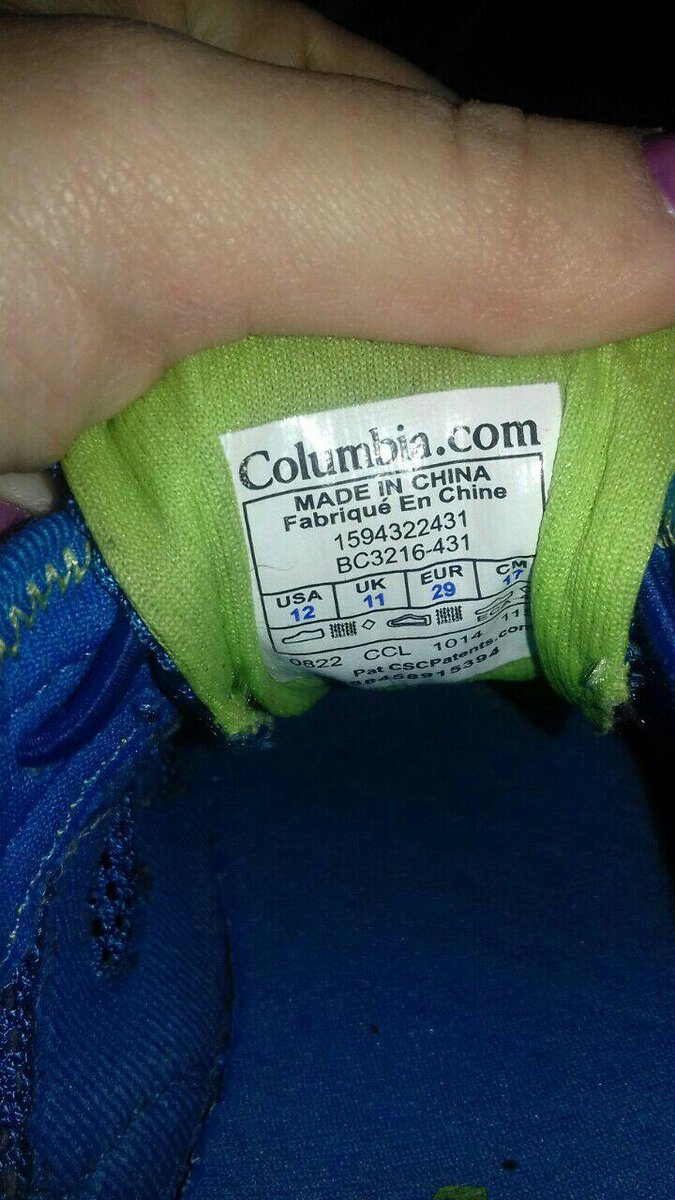 Columbia.com
MADE IN CHINA
Fabriqué En Chine
1594322431
BC3216-431
USA UK EUR CM
12 11 29 17
0822 CCL 1014
Pat CSCPatents.com